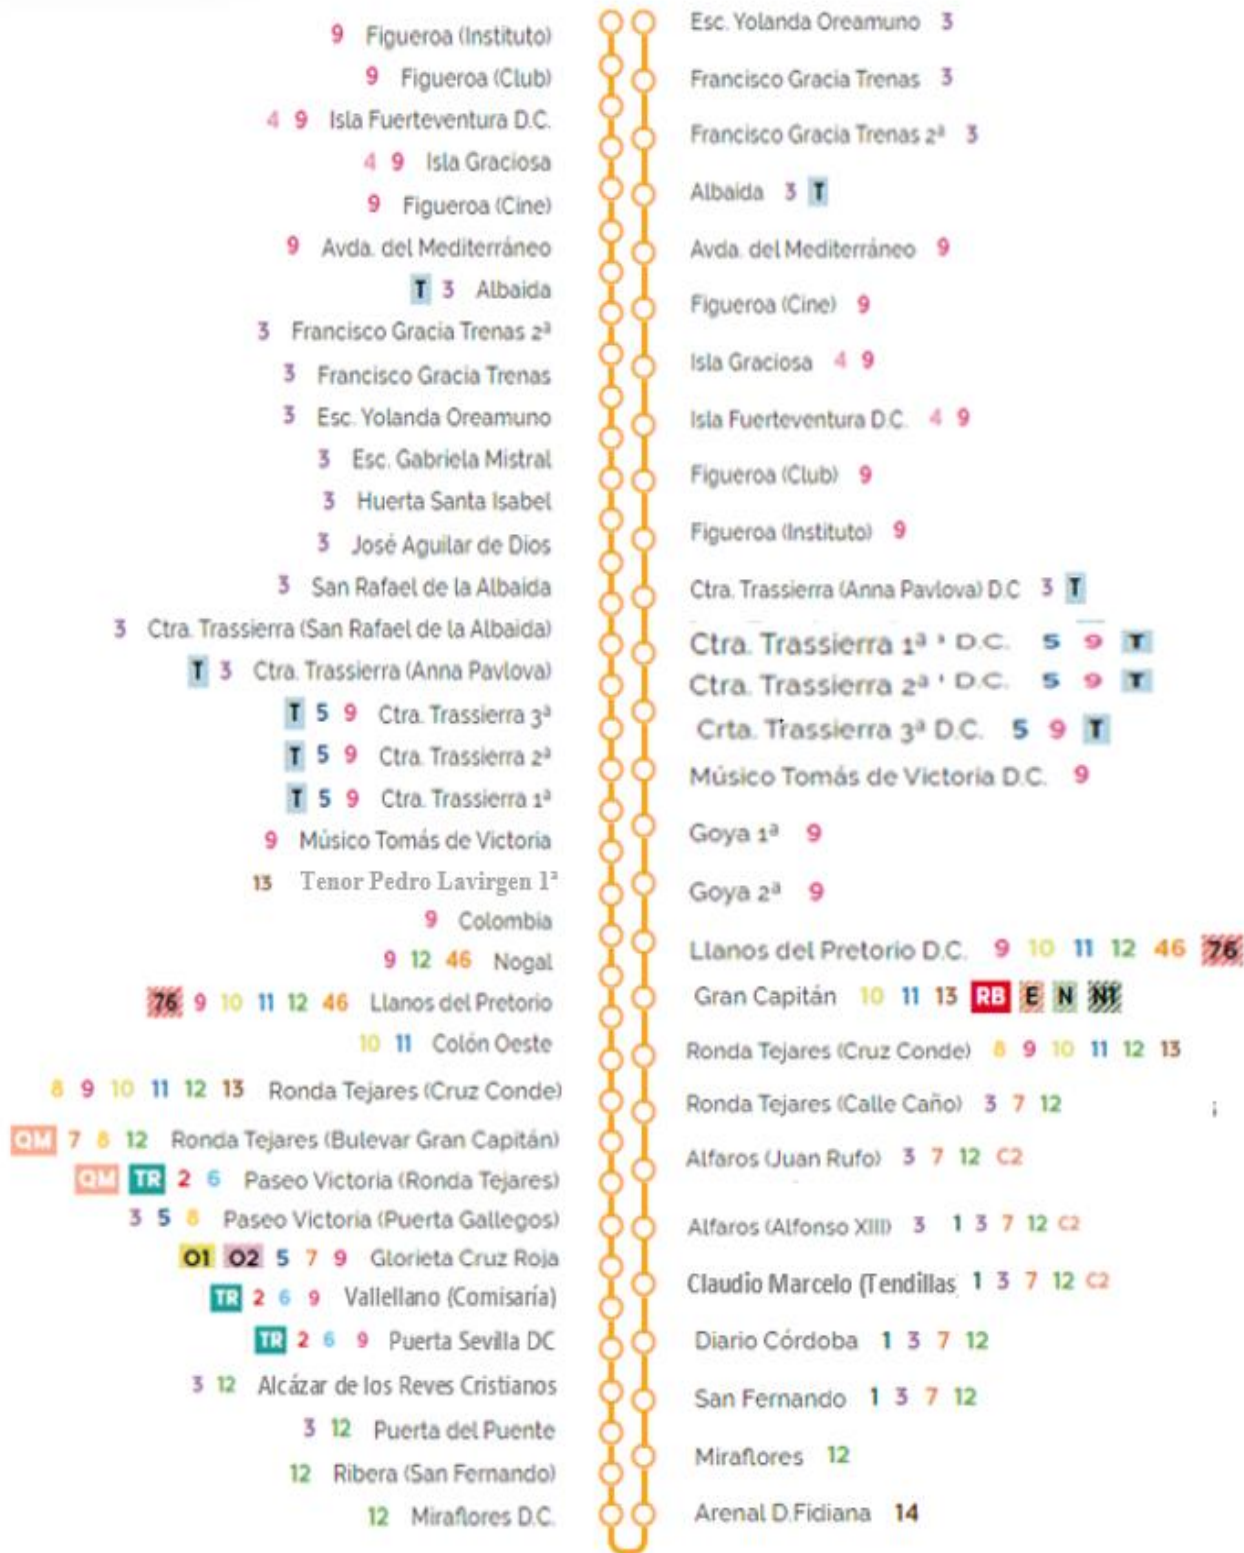 9 Figueroa (Instituto)
9 Figueroa (Club)
4 9 Isla Fuerteventura D.C.
4 9 Isla Graciosa
9 Figueroa (Cine)
9 Avda. del Mediterráneo
T 3 Albaida
3 Francisco Gracia Trenas 2ª
3 Francisco Gracia Trenas
3 Esc. Yolanda Oreamuno
3 Esc. Gabriela Mistral
3 Huerta Santa Isabel
3 José Aguilar de Dios
3 San Rafael de la Albaida
3 Ctra. Trassierra (San Rafael de la Albaida)
T 3 Ctra. Trassierra (Anna Pavlova)
T 5 9 Ctra. Trassierra 3ª
T 5 9 Ctra. Trassierra 2ª
T 5 9 Ctra. Trassierra 1ª
9 Músico Tomás de Victoria
13 Tenor Pedro Lavirgen 1ª
9 Colombia
9 12 46 Nogal
76 9 10 11 12 46 Llanos del Pretorio
10 11 Colón Oeste
8 9 10 11 12 13 Ronda Tejares (Cruz Conde)
QM 7 8 12 Ronda Tejares (Bulevar Gran Capitán)
QM TR 2 6 Paseo Victoria (Ronda Tejares)
3 5 8 Paseo Victoria (Puerta Gallegos)
O1 O2 5 7 9 Glorieta Cruz Roja
TR 2 6 9 Vallellano (Comisaría)
TR 2 6 9 Puerta Sevilla DC
3 12 Alcázar de los Reves Cristianos
3 12 Puerta del Puente
12 Ribera (San Fernando)
12 Miraflores D.C.
Esc. Yolanda Oreamuno 3
Francisco Gracia Trenas 3
Francisco Gracia Trenas 2ª 3
Albaida 3 T
Avda. del Mediterráneo 9
Figueroa (Cine) 9
Isla Graciosa 4 9
Isla Fuerteventura D.C. 4 9
Figueroa (Club) 9
Figueroa (Instituto) 9
Ctra. Trassierra (Anna Pavlova) D.C 3 T
Ctra. Trassierra 1ª ' D.C. 5 9 T
Ctra. Trassierra 2ª ' D.C. 5 9 T
Crta. Trassierra 3ª D.C. 5 9 T
Músico Tomás de Victoria D.C. 9
Goya 1ª 9
Goya 2ª 9
Llanos del Pretorio D.C. 9 10 11 12 46 76
Gran Capitán 10 11 13 RB E N N1
Ronda Tejares (Cruz Conde) 8 9 10 11 12 13
Ronda Tejares (Calle Caño) 3 7 12
Alfaros (Juan Rufo) 3 7 12 C2
Alfaros (Alfonso XIII) 3 1 3 7 12 C2
Claudio Marcelo (Tendillas 1 3 7 12 C2
Diario Córdoba 1 3 7 12
San Fernando 1 3 7 12
Miraflores 12
Arenal D.Fidiana 14